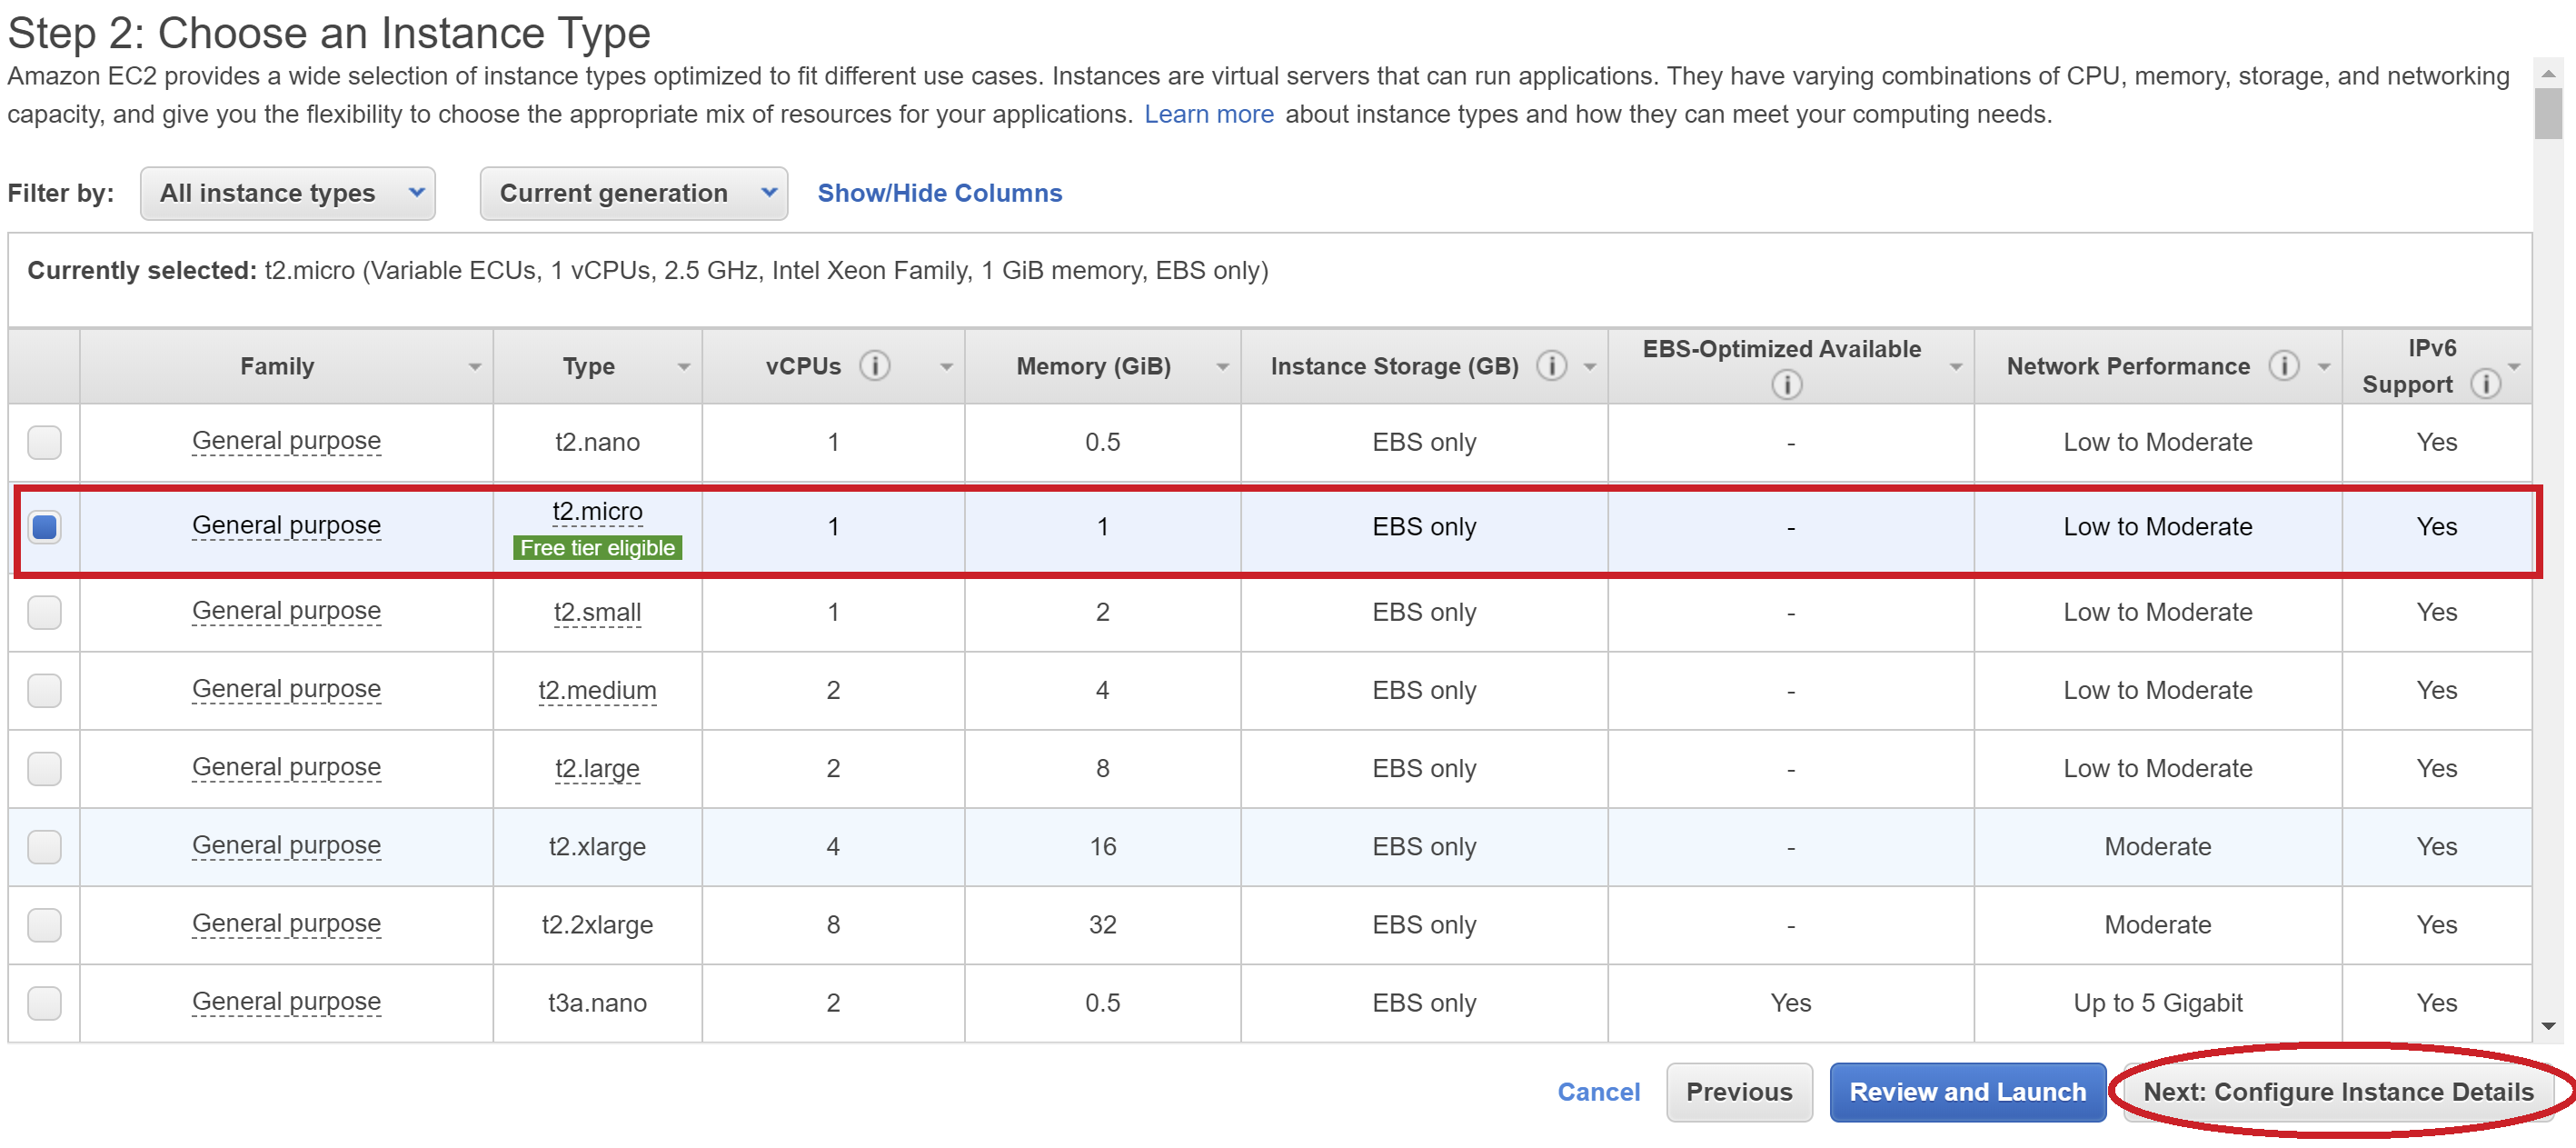 Step 2: Choose an Instance Type
Amazon EC2 provides a wide selection of instance types optimized to fit different use cases. Instances are virtual servers that can run applications. They have varying combinations of CPU, memory, storage, and networking
capacity, and give you the flexibility to choose the appropriate mix of resources for your applications. Learn more about instance types and how they can meet your computing needs.
Filter by: All instance types Current generation Show/Hide Columns
Currently selected: t2.micro (Variable ECUs, 1 vCPUs, 2.5 GHz, Intel Xeon Family, 1 GiB memory, EBS only)
Family Type vCPUs i Memory (GiB) Instance Storage (GB) i EBS-Optimized Available i Network Performance i IPv6 Support i
General purpose t2.nano 1 0.5 EBS only - Low to Moderate Yes
General purpose t2.micro Free tier eligible 1 1 EBS only - Low to Moderate Yes
General purpose t2.small 1 2 EBS only - Low to Moderate Yes
General purpose t2.medium 2 4 EBS only - Low to Moderate Yes
General purpose t2.large 2 8 EBS only - Low to Moderate Yes
General purpose t2.xlarge 4 16 EBS only - Moderate Yes
General purpose t2.2xlarge 8 32 EBS only - Moderate Yes
General purpose t3a.nano 2 0.5 EBS only Yes Up to 5 Gigabit Yes
Cancel Previous Review and Launch Next: Configure Instance Details